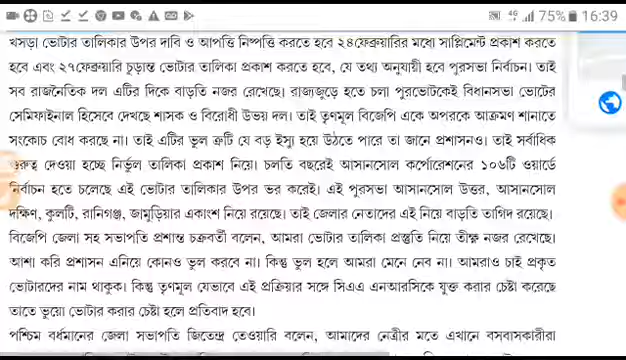 4G 75% 16:39
খসড়া ভোটার তালিকার উপর দাবি ও আপত্তি নিষ্পত্তি করতে হবে ২৪ফেব্রুয়ারির মধ্যে সাপ্লিমেন্ট প্রকাশ করতে
হবে এবং ২৭ফেব্রুয়ারি চূড়ান্ত ভোটার তালিকা প্রকাশ করতে হবে, যে তথ্য অনুযায়ী হবে পুরসভা নির্বাচন। তাই
সব রাজনৈতিক দল এটির দিকে বাড়তি নজর রেখেছে। রাজ্যজুড়ে হতে চলা পুরভোটকেই বিধানসভা ভোটের
সেমিফাইনাল হিসেবে দেখছে শাসক ও বিরোধী উভয় দল। তাই তৃণমূল বিজেপি একে অপরকে আক্রমণ শানাতে
সংকোচ বোধ করছে না। তাই এটির ভুল ত্রুটি যে বড় ইস্যু হয়ে উঠতে পারে তা জানে প্রশাসনও। তাই সর্বাধিক
গুরুত্ব দেওয়া হচ্ছে নির্ভুল তালিকা প্রকাশ নিয়ে। চলতি বছরেই আসানসোল কর্পোরেশনের ১০৬টি ওয়ার্ডে
নির্বাচন হতে চলেছে এই ভোটার তালিকার উপর ভর করেই। এই পুরসভা আসানসোল উত্তর, আসানসোল
দক্ষিণ, কুলটি, রানিগঞ্জ, জামুড়িয়ার একাংশ নিয়ে রয়েছে। তাই জেলার নেতাদের এই নিয়ে বাড়তি তাগিদ রয়েছে।
বিজেপি জেলা সহ সভাপতি প্রশান্ত চক্রবর্তী বলেন, আমরা ভোটার তালিকা প্রস্তুতি নিয়ে তীক্ষ্ণ নজর রেখেছে।
আশা করি প্রশাসন এনিয়ে কোনও ভুল করবে না। কিন্তু ভুল হলে আমরা মেনে নেব না। আমরাও চাই প্রকৃত
ভোটারদের নাম থাকুক। কিন্তু তৃণমূল যেভাবে এই প্রক্রিয়ার সঙ্গে সিএএ এনআরসিকে যুক্ত করার চেষ্টা করেছে
তাতে ভুয়ো ভোটার করার চেষ্টা হলে প্রতিবাদ হবে।
পশ্চিম বর্ধমানের জেলা সভাপতি জিতেন্দ্র তেওয়ারি বলেন, আমাদের নেত্রীর মতে এখানে বসবাসকারীরা